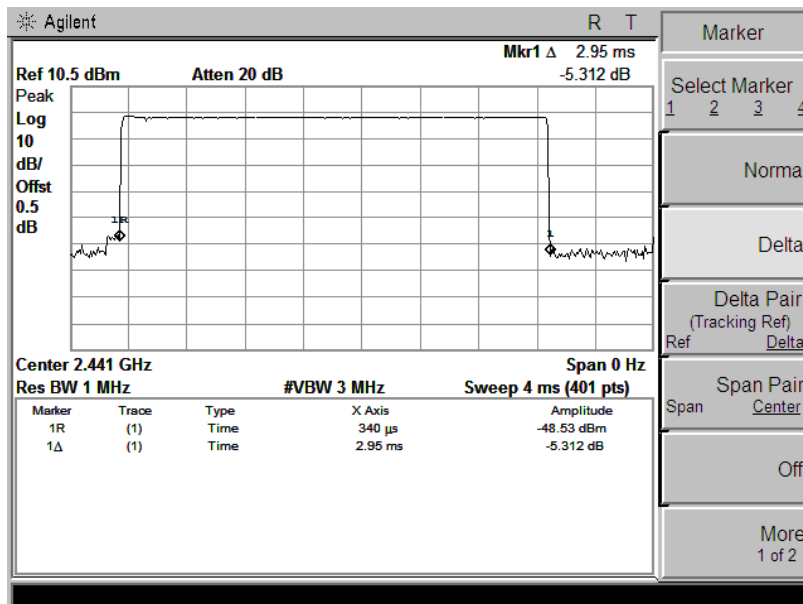 Agilent R T
Mkr1 Δ 2.95 ms
Ref 10.5 dBm Atten 20 dB -5.312 dB
Peak
Log
10
dB/
Offst
0.5
dB
1R
1
Center 2.441 GHz Span 0 Hz
Res BW 1 MHz #VBW 3 MHz Sweep 4 ms (401 pts)
Marker Trace Type X Axis Amplitude
1R (1) Time 340 µs -48.53 dBm
1Δ (1) Time 2.95 ms -5.312 dB
Marker
Select Marker
1 2 3 4
Norma
Delta
Delta Pair
(Tracking Ref)
Ref Delta
Span Pair
Span Center
Off
More
1 of 2